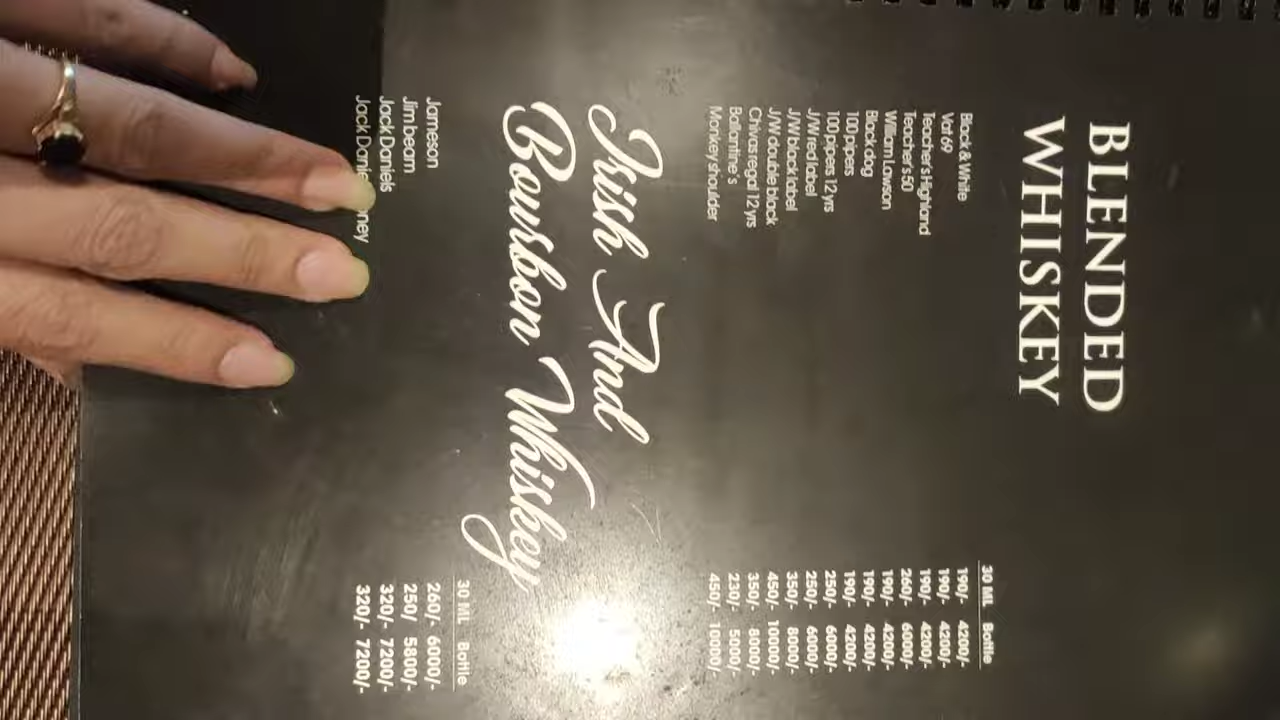 BLENDED
WHISKEY
30 ML Bottle
Black & White 190/- 4200/-
Vat 69 190/- 4200/-
Teacher's Highland 190/- 4200/-
Teacher's 50 260/- 6000/-
William Lawson 190/- 4200/-
Black dog 190/- 4200/-
100 pipers 190/- 4200/-
100 pipers 12 yrs 250/- 6000/-
J/W red label 250/- 6000/-
J/W black label 350/- 8000/-
J/W double black 450/- 10000/-
Chivas regal 12 yrs 350/- 8000/-
Ballantine's 230/- 5000/-
Monkey shoulder 450/- 10000/-
Irish And
Bourbon Whiskey
30 ML Bottle
Jameson 260/- 6000/-
Jim beam 250/ 5800/-
Jack Daniels 320/- 7200/-
Jack 320/- 7200/-